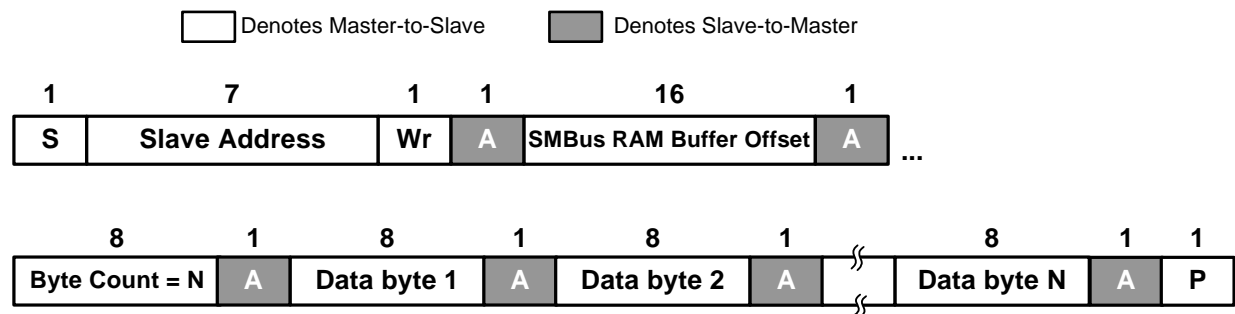 Denotes Master-to-Slave Denotes Slave-to-Master
1 7 1 1 16 1
S Slave Address Wr A SMBus RAM Buffer Offset A ...
8 1 8 1 8 1 8 1 1
Byte Count = N A Data byte 1 A Data byte 2 A Data byte N A P